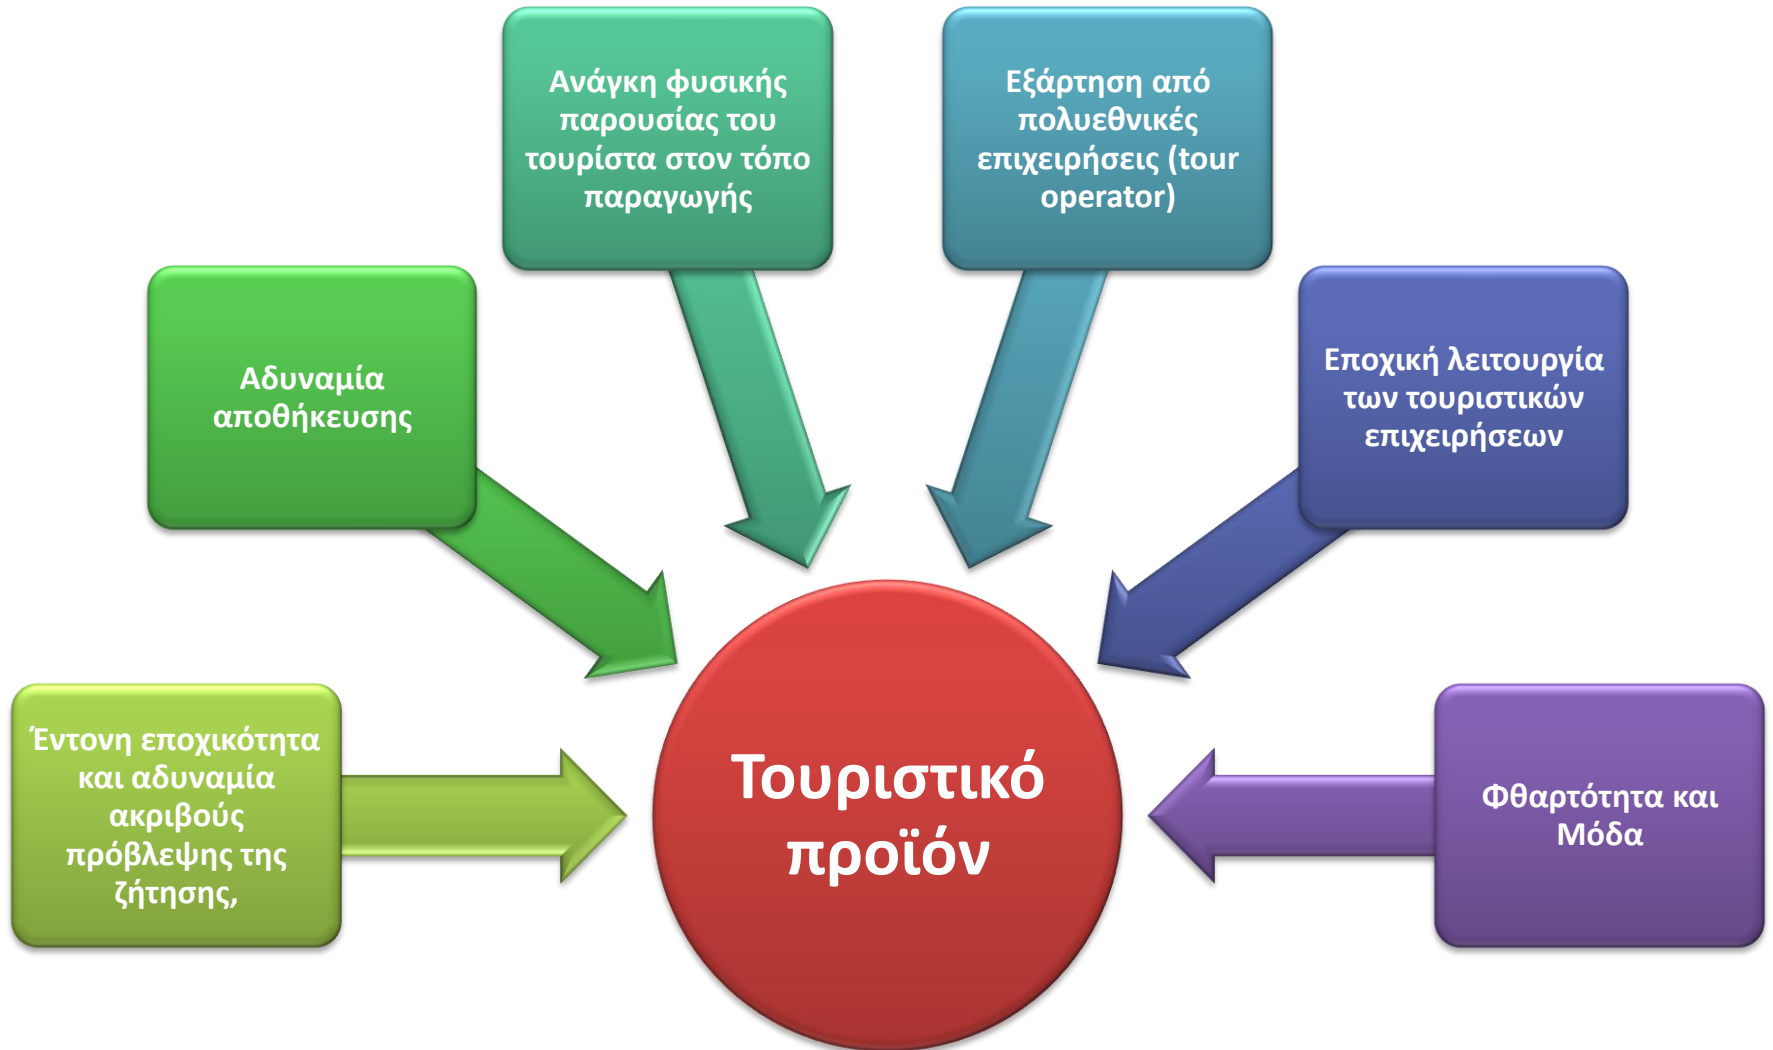 Ανάγκη φυσικής
παρουσίας του
τουρίστα στον τόπο
παραγωγής
Εξάρτηση από
πολυεθνικές
επιχειρήσεις (tour
operator)
Αδυναμία
αποθήκευσης
Εποχική λειτουργία
των τουριστικών
επιχειρήσεων
Έντονη εποχικότητα
και αδυναμία
ακριβούς
πρόβλεψης της
ζήτησης,
Τουριστικό
προϊόν
Φθαρτότητα και
Μόδα